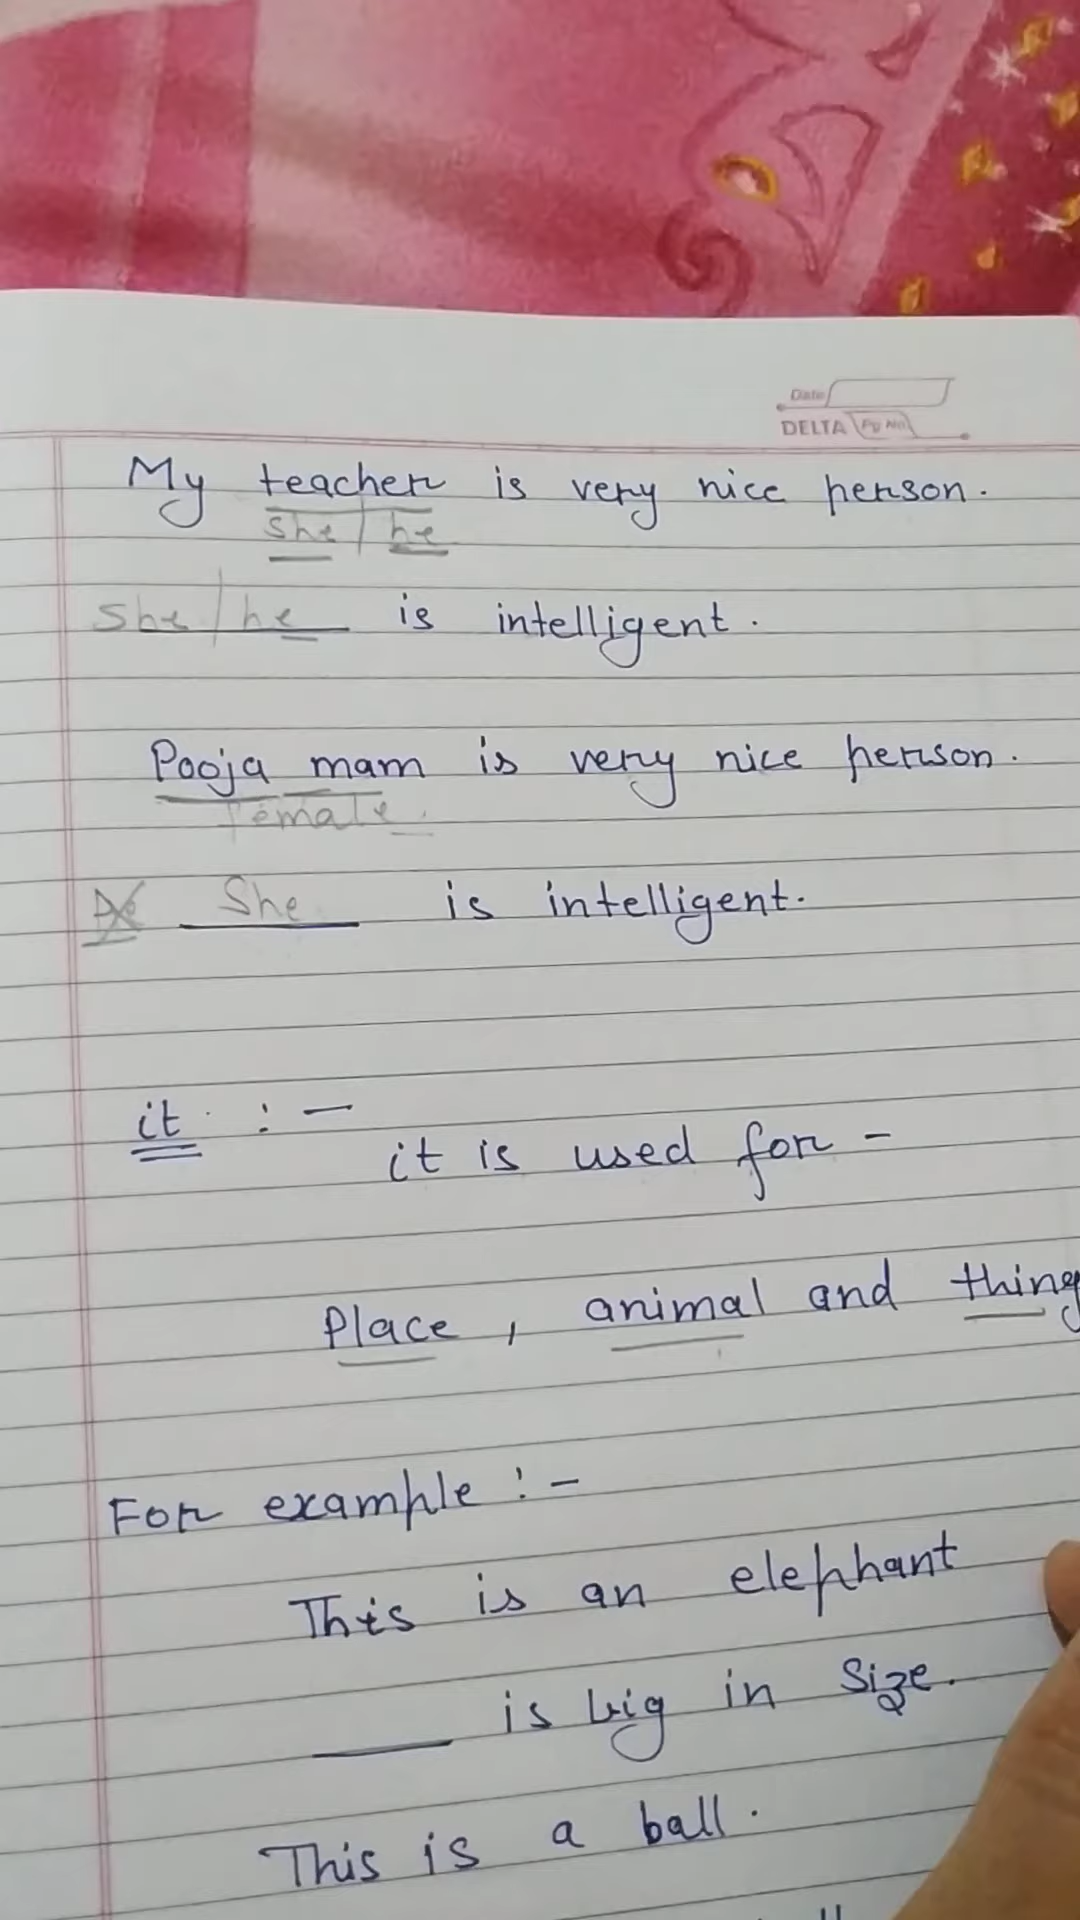 Date
DELTA Pg No.
My teacher is very nice person.
She / he
She / he is intelligent.
Pooja mam is very nice person.
Female.
She is intelligent.
it : -
it is used for -
Place , animal and thing
For example : -
This is an elephant
___ is big in Size.
This is a ball.